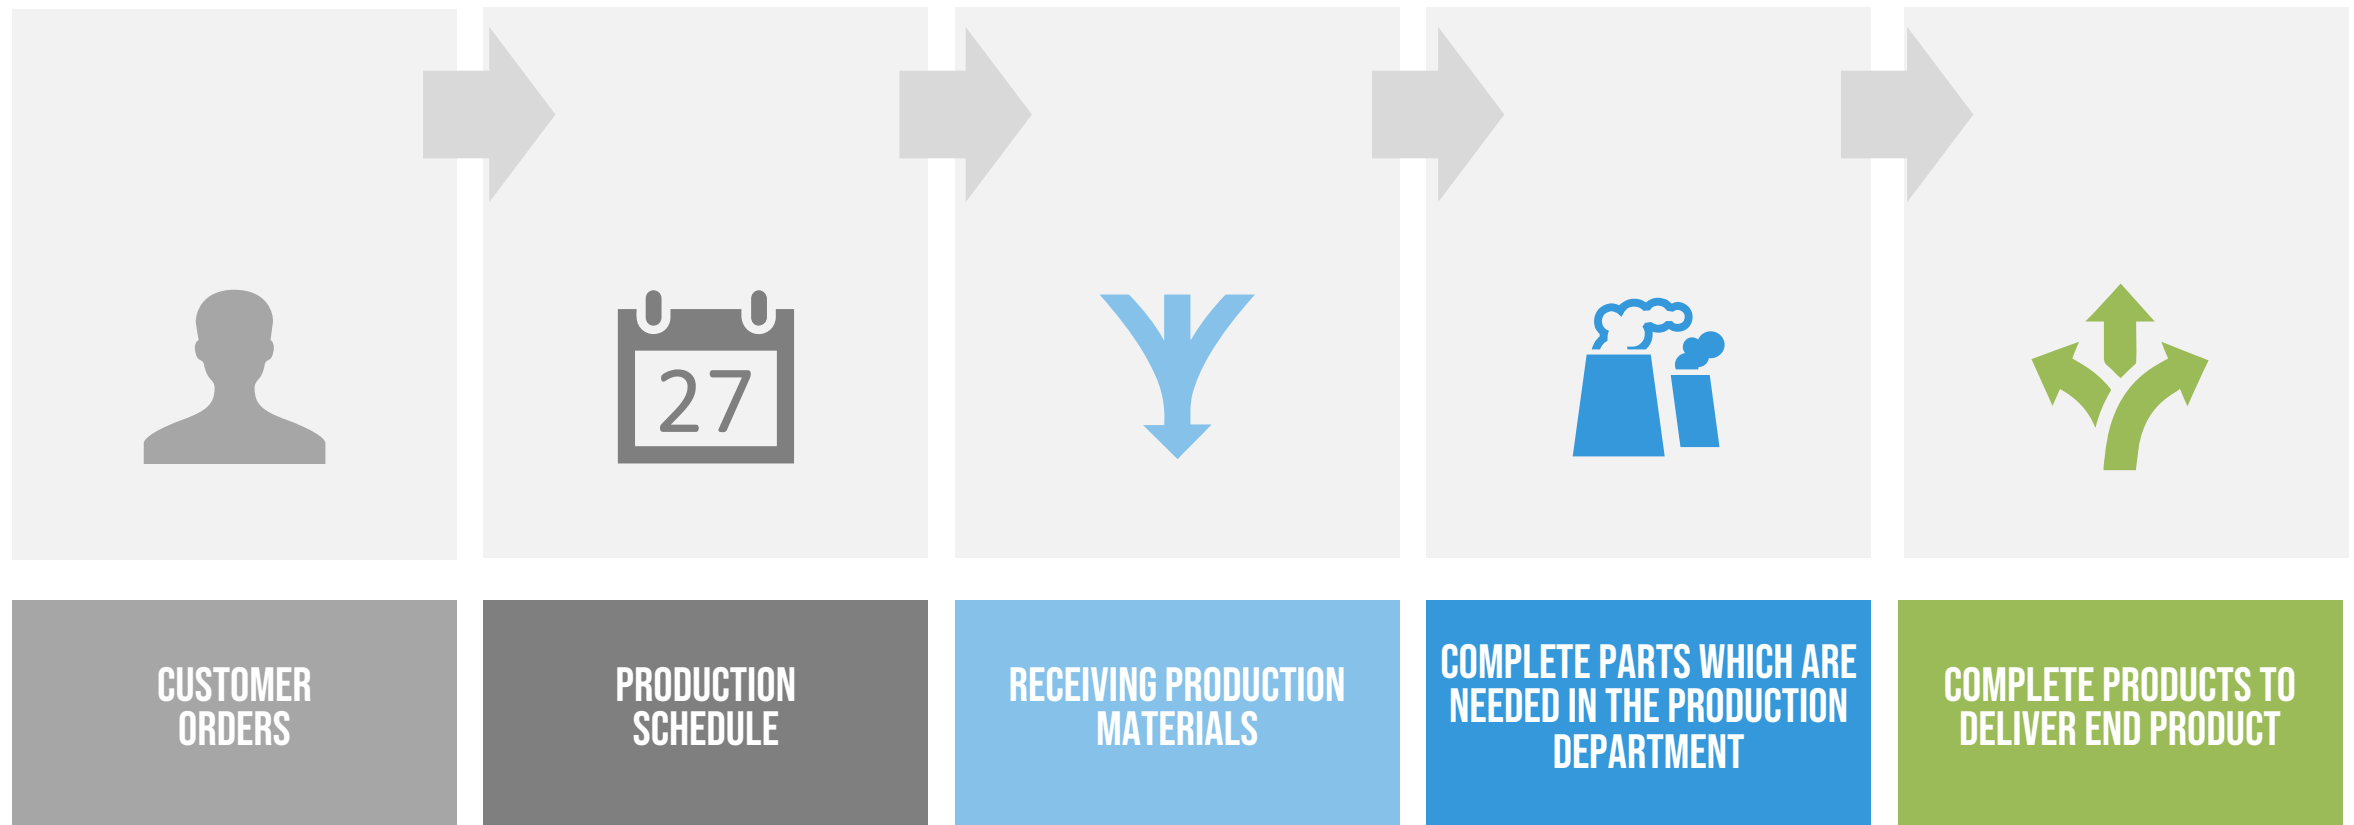 27
CUSTOMER
ORDERS
PRODUCTION
SCHEDULE
RECEIVING PRODUCTION
MATERIALS
COMPLETE PARTS WHICH ARE
NEEDED IN THE PRODUCTION
DEPARTMENT
COMPLETE PRODUCTS TO
DELIVER END PRODUCT